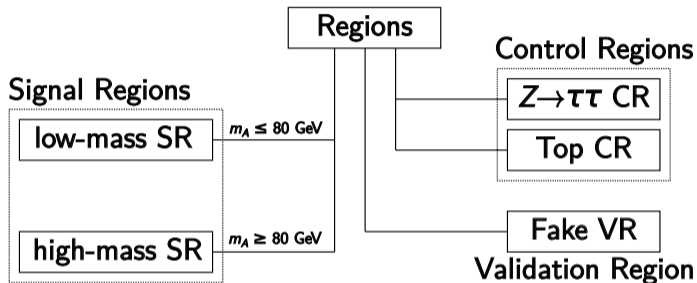 Regions
Signal Regions
low-mass SR
m_A ≤ 80 GeV
high-mass SR
m_A ≥ 80 GeV
Control Regions
Z→ττ CR
Top CR
Fake VR
Validation Region